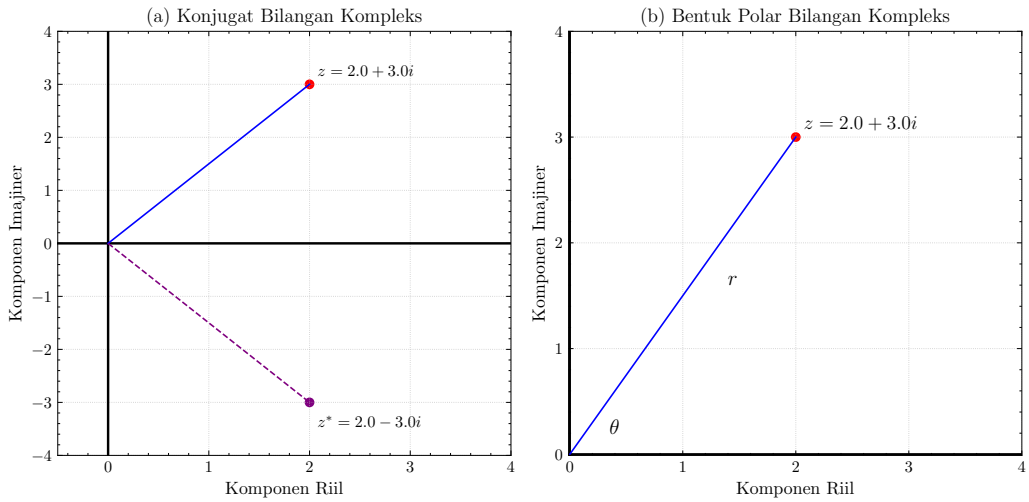 (a) Konjugat Bilangan Kompleks
4
3
2
1
0
−1
−2
−3
−4
Komponen Imajiner
z = 2.0 + 3.0i
z* = 2.0 − 3.0i
0 1 2 3 4
Komponen Riil
(b) Bentuk Polar Bilangan Kompleks
4
3
2
1
0
Komponen Imajiner
z = 2.0 + 3.0i
r
θ
0 1 2 3 4
Komponen Riil